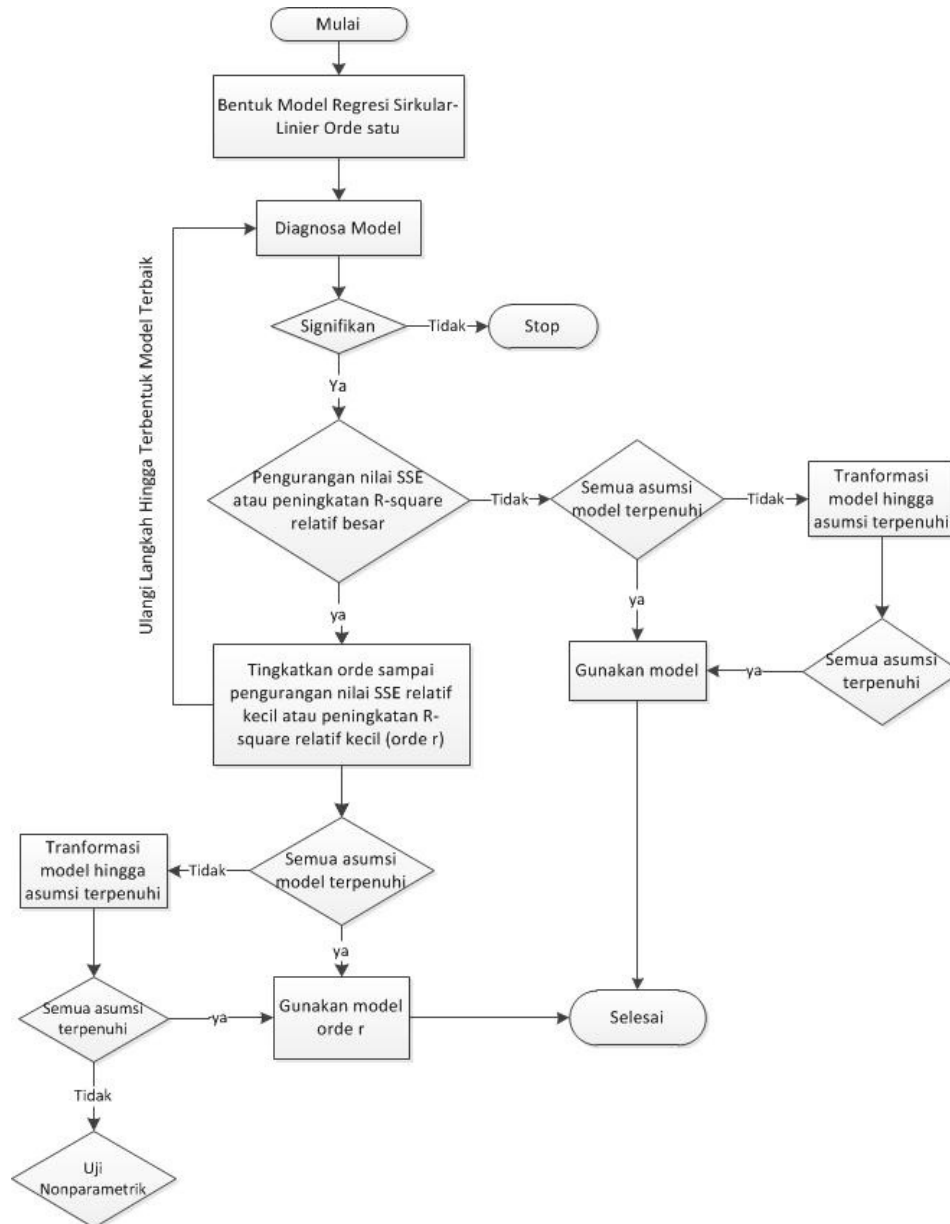 Mulai
Bentuk Model Regresi Sirkular-
Linier Orde satu
Diagnosa Model
Ulangi Langkah Hingga Terbentuk Model Terbaik
Signifikan
Tidak
Stop
Ya
Pengurangan nilai SSE
atau peningkatan R-square
relatif besar
Tidak
Semua asumsi
model terpenuhi
Tidak
Tranformasi
model hingga
asumsi terpenuhi
ya
ya
Tingkatkan orde sampai
pengurangan nilai SSE relatif
kecil atau peningkatan R-
square relatif kecil (orde r)
Gunakan model
ya
Semua asumsi
terpenuhi
Tranformasi
model hingga
asumsi terpenuhi
Tidak
Semua asumsi
model terpenuhi
ya
Semua asumsi
terpenuhi
ya
Gunakan model
orde r
Selesai
Tidak
Uji
Nonparametrik